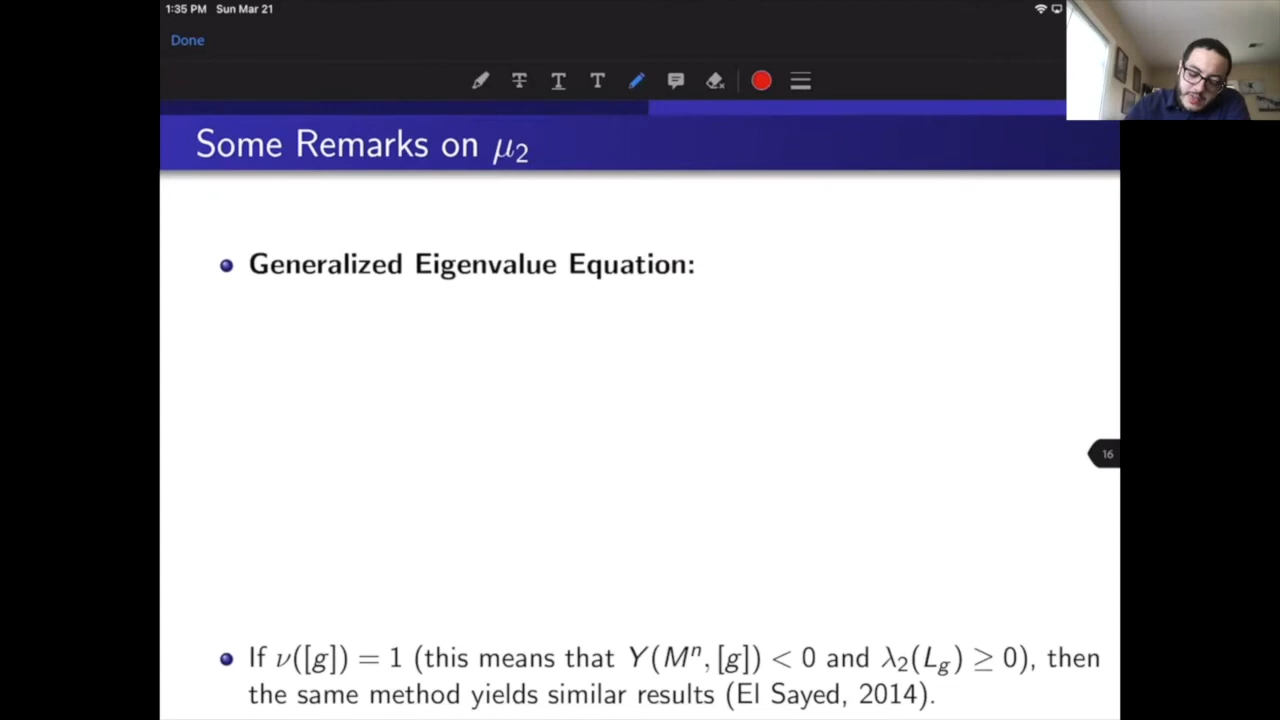 1:35 PM Sun Mar 21
Done
T T T
Some Remarks on μ₂
Generalized Eigenvalue Equation:
16
If ν([g]) = 1 (this means that Y(Mⁿ, [g]) < 0 and λ₂(L_g) ≥ 0), then
the same method yields similar results (El Sayed, 2014).